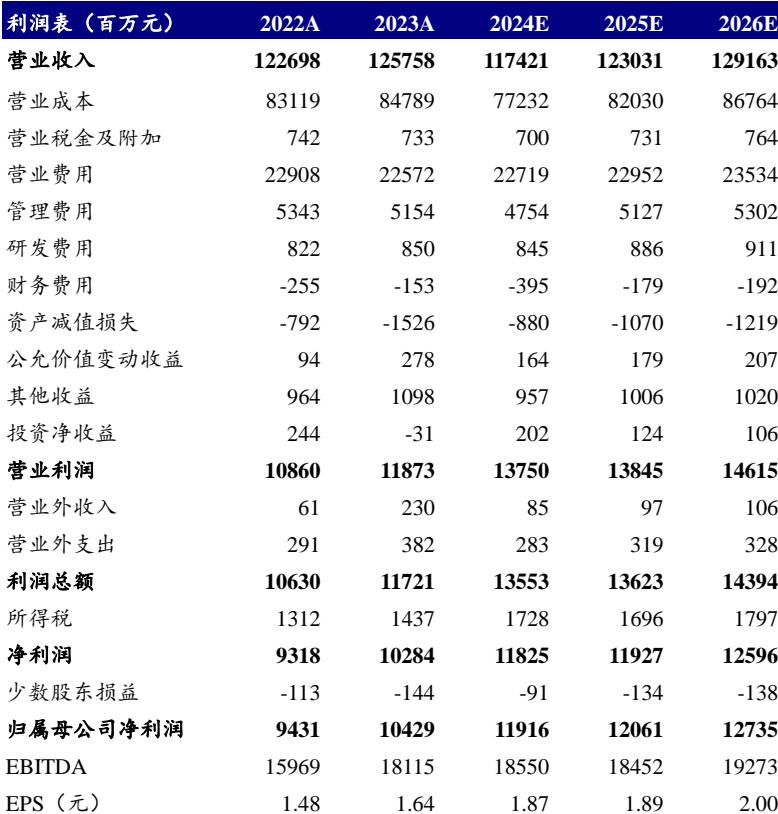 利润表（百万元） 2022A 2023A 2024E 2025E 2026E
营业收入 122698 125758 117421 123031 129163
营业成本 83119 84789 77232 82030 86764
营业税金及附加 742 733 700 731 764
营业费用 22908 22572 22719 22952 23534
管理费用 5343 5154 4754 5127 5302
研发费用 822 850 845 886 911
财务费用 -255 -153 -395 -179 -192
资产减值损失 -792 -1526 -880 -1070 -1219
公允价值变动收益 94 278 164 179 207
其他收益 964 1098 957 1006 1020
投资净收益 244 -31 202 124 106
营业利润 10860 11873 13750 13845 14615
营业外收入 61 230 85 97 106
营业外支出 291 382 283 319 328
利润总额 10630 11721 13553 13623 14394
所得税 1312 1437 1728 1696 1797
净利润 9318 10284 11825 11927 12596
少数股东损益 -113 -144 -91 -134 -138
归属母公司净利润 9431 10429 11916 12061 12735
EBITDA 15969 18115 18550 18452 19273
EPS（元） 1.48 1.64 1.87 1.89 2.00